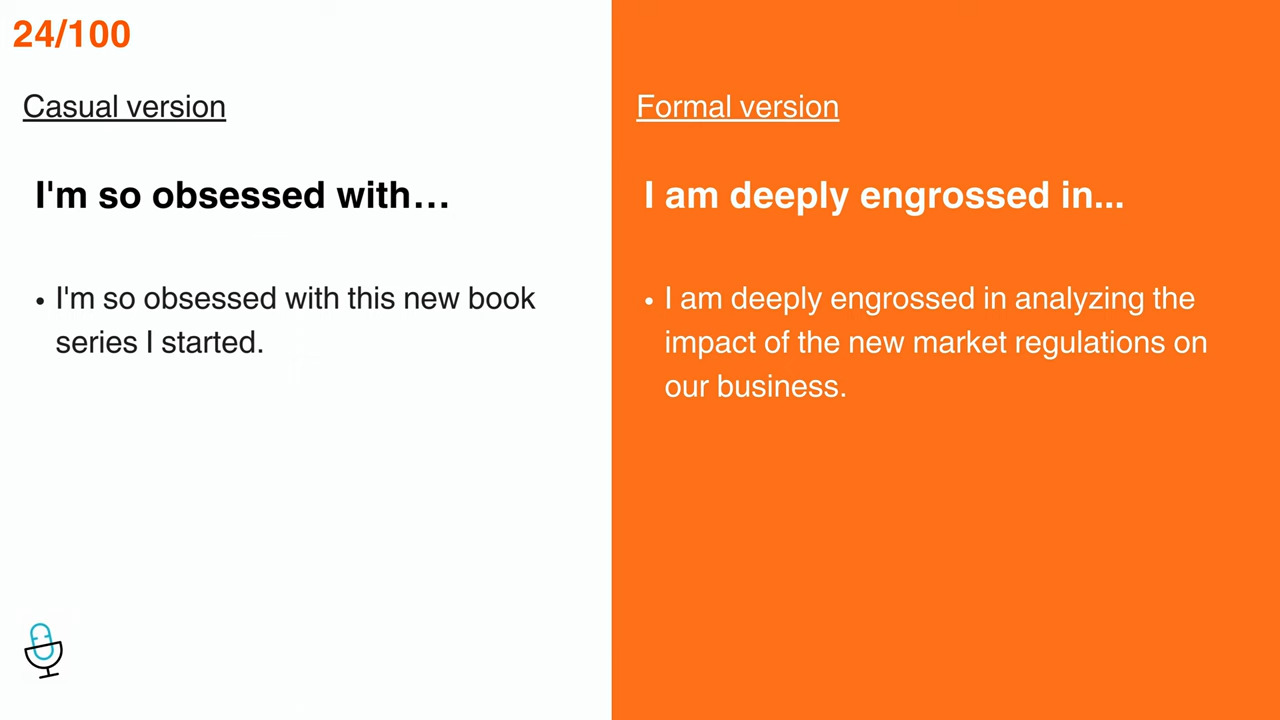 24/100
Casual version
I'm so obsessed with…
• I'm so obsessed with this new book
series I started.
Formal version
I am deeply engrossed in...
• I am deeply engrossed in analyzing the
impact of the new market regulations on
our business.